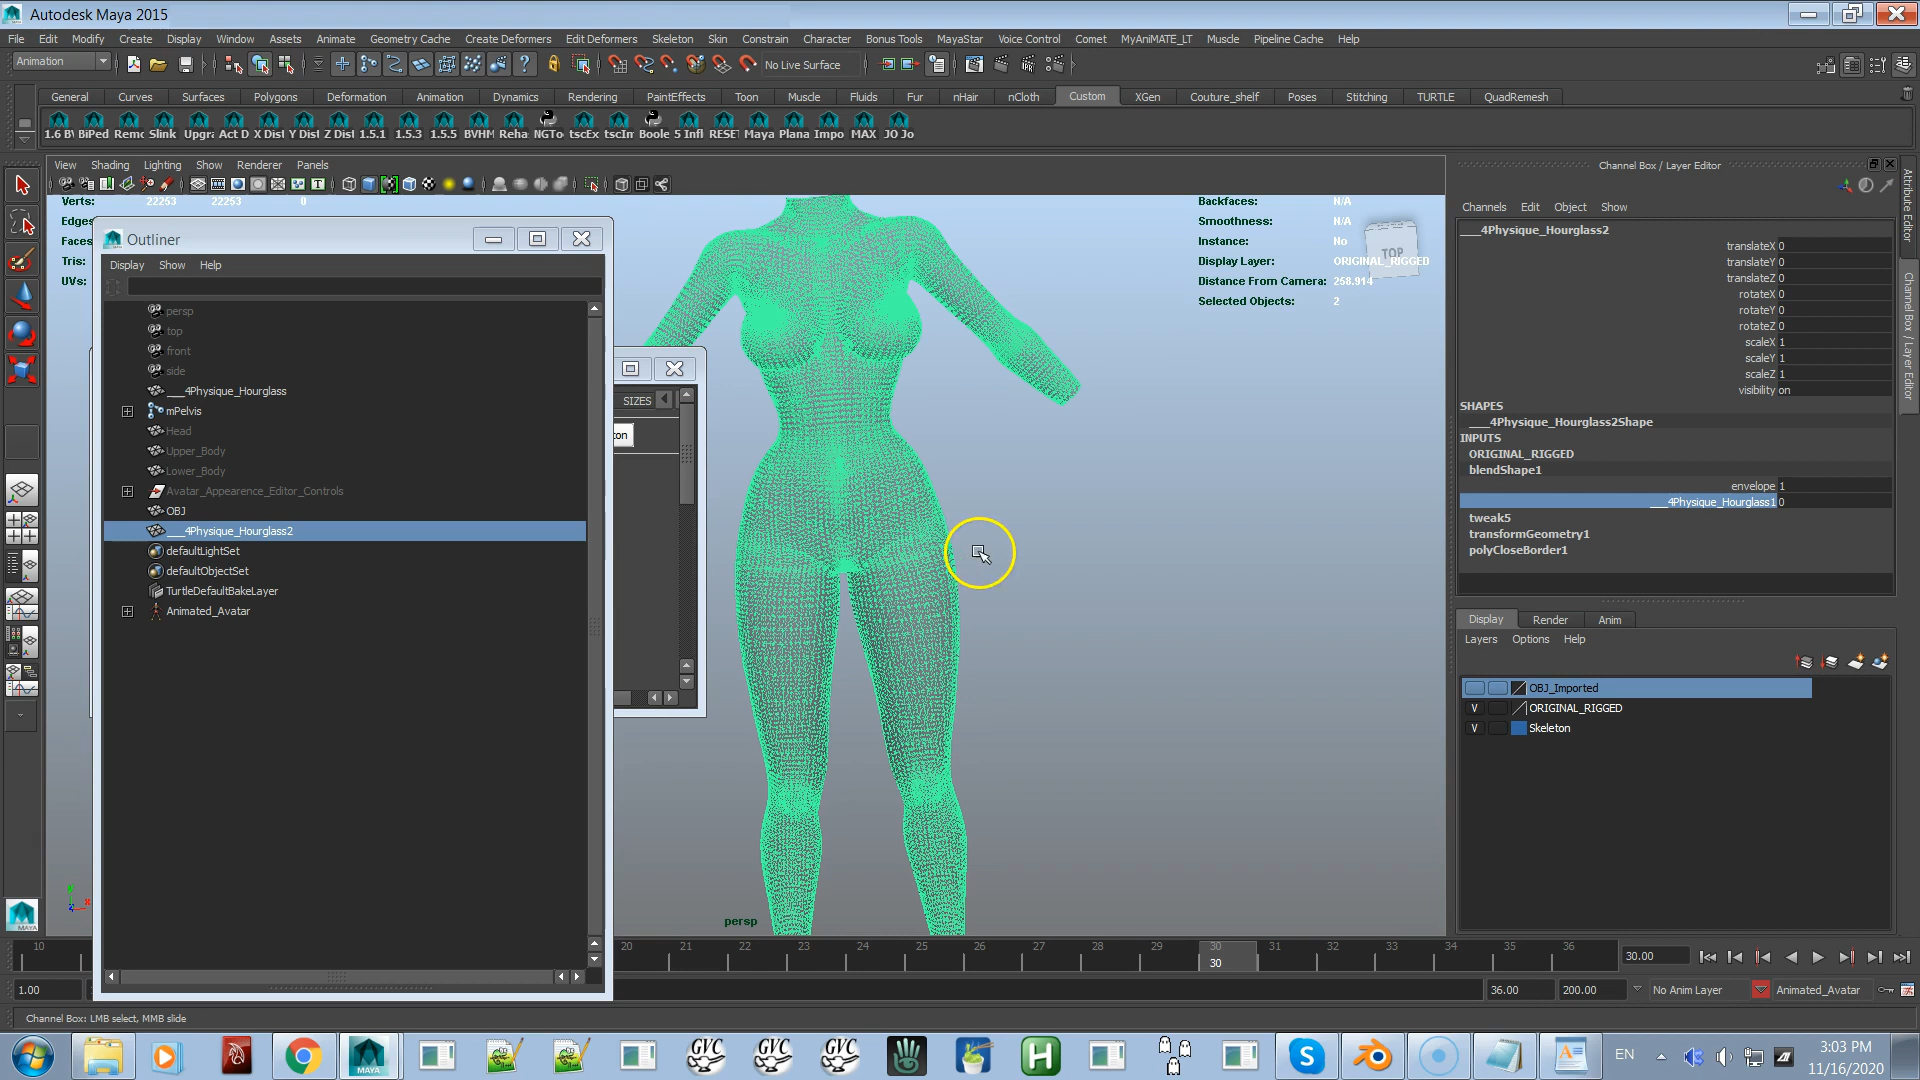 Autodesk Maya 2015
File Edit Modify Create Display Window Assets Animate Geometry Cache Create Deformers Edit Deformers Skeleton Skin Constrain Character Bonus Tools MayaStar Voice Control Comet MyAniMATE_LT Muscle Pipeline Cache Help
Animation
No Live Surface
General Curves Surfaces Polygons Deformation Animation Dynamics Rendering PaintEffects Toon Muscle Fluids Fur nHair nCloth Custom XGen Couture_shelf Poses Stitching TURTLE QuadRemesh
1.6 BV BiPed Remo Slink Upgra Act D X Dist Y Dist Z Dist 1.5.1 1.5.3 1.5.5 BVHM Reha NGTo tscEx tscIm Boole 5 Infl RESET Maya Plana Impo MAX JO Jo
View Shading Lighting Show Renderer Panels
Verts: 22253 22253 0
Edges:
Faces:
Tris:
UVs:
Backfaces: N/A
Smoothness: N/A
Instance: No
Display Layer: ORIGINAL_RIGGED
Distance From Camera: 258.914
Selected Objects: 2
TOP
Outliner
Display Show Help
persp
top
front
side
___4Physique_Hourglass
mPelvis
Head
Upper_Body
Lower_Body
Avatar_Appearence_Editor_Controls
OBJ
___4Physique_Hourglass2
defaultLightSet
defaultObjectSet
TurtleDefaultBakeLayer
Animated_Avatar
SIZES
ton
persp
Channel Box / Layer Editor
Channels Edit Object Show
___4Physique_Hourglass2
translateX 0
translateY 0
translateZ 0
rotateX 0
rotateY 0
rotateZ 0
scaleX 1
scaleY 1
scaleZ 1
visibility on
SHAPES
___4Physique_Hourglass2Shape
INPUTS
ORIGINAL_RIGGED
blendShape1
envelope 1
___4Physique_Hourglass1 0
tweak5
transformGeometry1
polyCloseBorder1
Display Render Anim
Layers Options Help
OBJ_Imported
V ORIGINAL_RIGGED
V Skeleton
Attribute Editor
Channel Box / Layer Editor
10 20 21 22 23 24 25 26 27 28 29 30 31 32 33 34 35 36
30
30.00
1.00
36.00 200.00 No Anim Layer Animated_Avatar
Channel Box: LMB select, MMB slide
MAYA
MAYA
GVC
GVC
GVC
H
S
EN
3:03 PM
11/16/2020